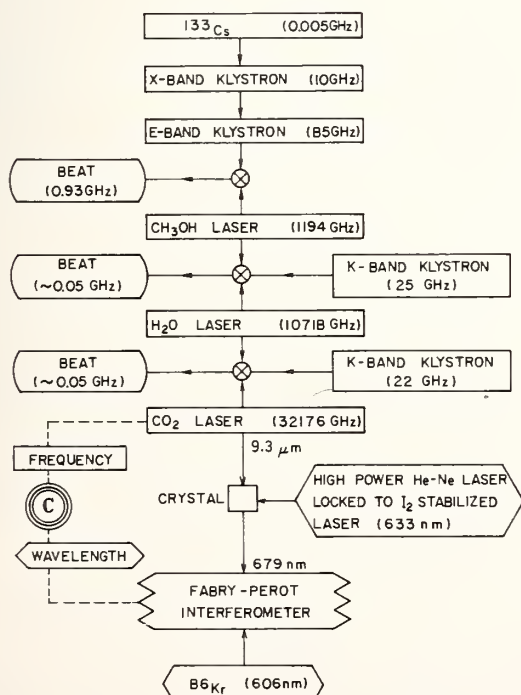 133Cs (0.005GHz)
X-BAND KLYSTRON (10GHz)
E-BAND KLYSTRON (85GHz)
BEAT
(0.93GHz)
CH3OH LASER (1194 GHz)
BEAT
(~0.05 GHz)
K-BAND KLYSTRON
(25 GHz)
H2O LASER (10718 GHz)
BEAT
(~0.05 GHz)
K-BAND KLYSTRON
(22 GHz)
CO2 LASER (32176 GHz)
9.3 μm
FREQUENCY
C
WAVELENGTH
CRYSTAL
HIGH POWER He-Ne LASER
LOCKED TO I2 STABILIZED
LASER (633 nm)
679 nm
FABRY-PEROT
INTERFEROMETER
86Kr (606nm)